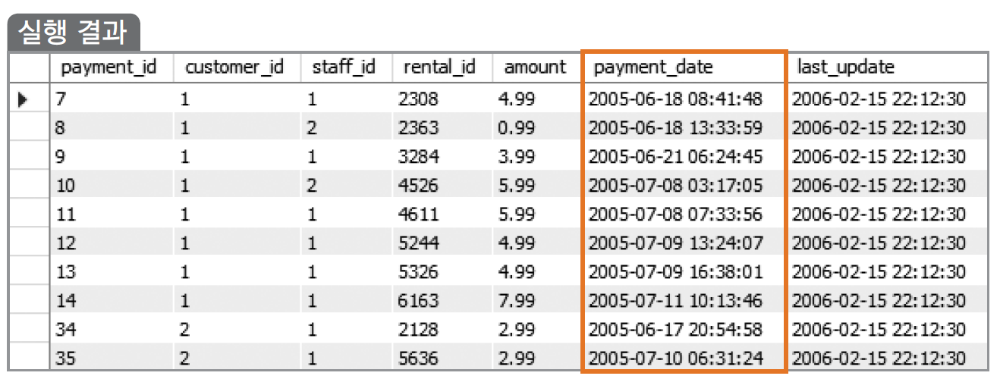 실행 결과
payment_id customer_id staff_id rental_id amount payment_date last_update
7 1 1 2308 4.99 2005-06-18 08:41:48 2006-02-15 22:12:30
8 1 2 2363 0.99 2005-06-18 13:33:59 2006-02-15 22:12:30
9 1 1 3284 3.99 2005-06-21 06:24:45 2006-02-15 22:12:30
10 1 2 4526 5.99 2005-07-08 03:17:05 2006-02-15 22:12:30
11 1 1 4611 5.99 2005-07-08 07:33:56 2006-02-15 22:12:30
12 1 1 5244 4.99 2005-07-09 13:24:07 2006-02-15 22:12:30
13 1 1 5326 4.99 2005-07-09 16:38:01 2006-02-15 22:12:30
14 1 1 6163 7.99 2005-07-11 10:13:46 2006-02-15 22:12:30
34 2 1 2128 2.99 2005-06-17 20:54:58 2006-02-15 22:12:30
35 2 1 5636 2.99 2005-07-10 06:31:24 2006-02-15 22:12:30